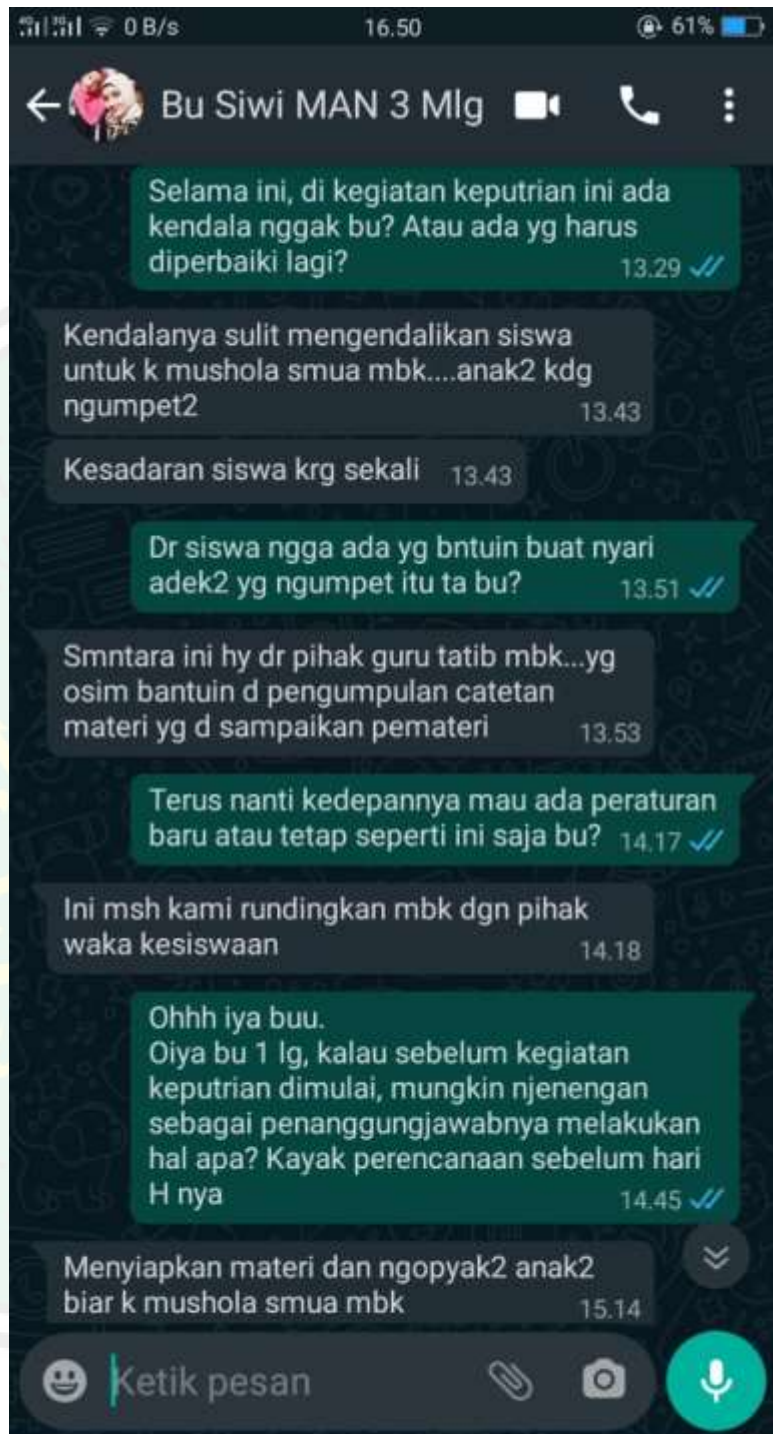 0 B/s 16.50 61%
Bu Siwi MAN 3 Mlg
Selama ini, di kegiatan keputrian ini ada
kendala nggak bu? Atau ada yg harus
diperbaiki lagi? 13.29
Kendalanya sulit mengendalikan siswa
untuk k mushola smua mbk....anak2 kdg
ngumpet2 13.43
Kesadaran siswa krg sekali 13.43
Dr siswa ngga ada yg bntuin buat nyari
adek2 yg ngumpet itu ta bu? 13.51
Smntara ini hy dr pihak guru tatib mbk...yg
osim bantuin d pengumpulan catetan
materi yg d sampaikan pemateri 13.53
Terus nanti kedepannya mau ada peraturan
baru atau tetap seperti ini saja bu? 14.17
Ini msh kami rundingkan mbk dgn pihak
waka kesiswaan 14.18
Ohhh iya buu.
Oiya bu 1 lg, kalau sebelum kegiatan
keputrian dimulai, mungkin njenengan
sebagai penanggungjawabnya melakukan
hal apa? Kayak perencanaan sebelum hari
H nya 14.45
Menyiapkan materi dan ngopyak2 anak2
biar k mushola smua mbk 15.14
Ketik pesan